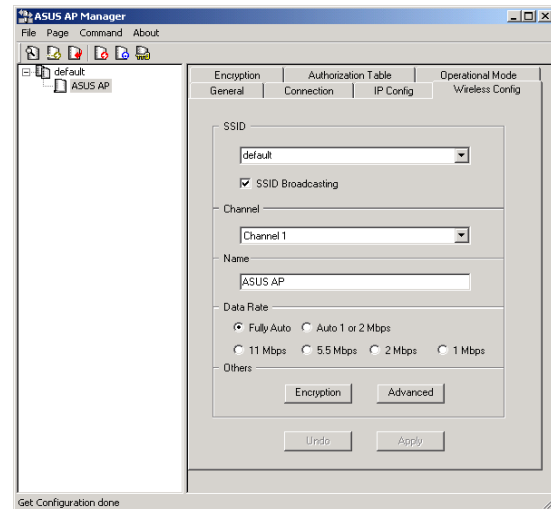 ASUS AP Manager
File Page Command About
default
ASUS AP
Encryption Authorization Table Operational Mode
General Connection IP Config Wireless Config
SSID
default
SSID Broadcasting
Channel
Channel 1
Name
ASUS AP
Data Rate
Fully Auto Auto 1 or 2 Mbps
11 Mbps 5.5 Mbps 2 Mbps 1 Mbps
Others
Encryption Advanced
Undo Apply
Get Configuration done